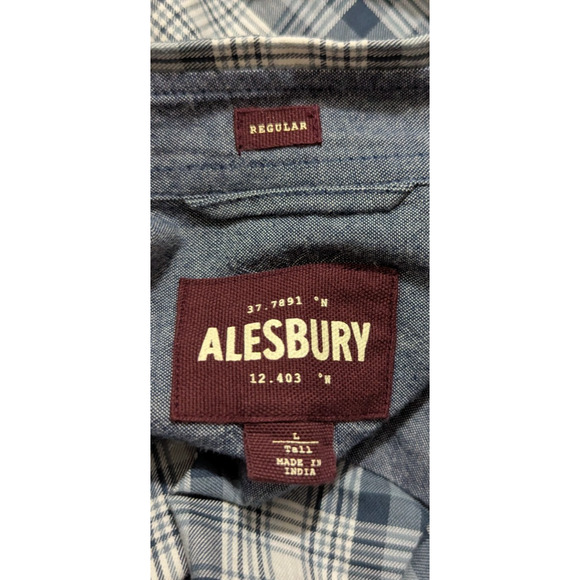 REGULAR
37.7891 °N
ALESBURY
12.403 °W
L
Tall
MADE IN
INDIA